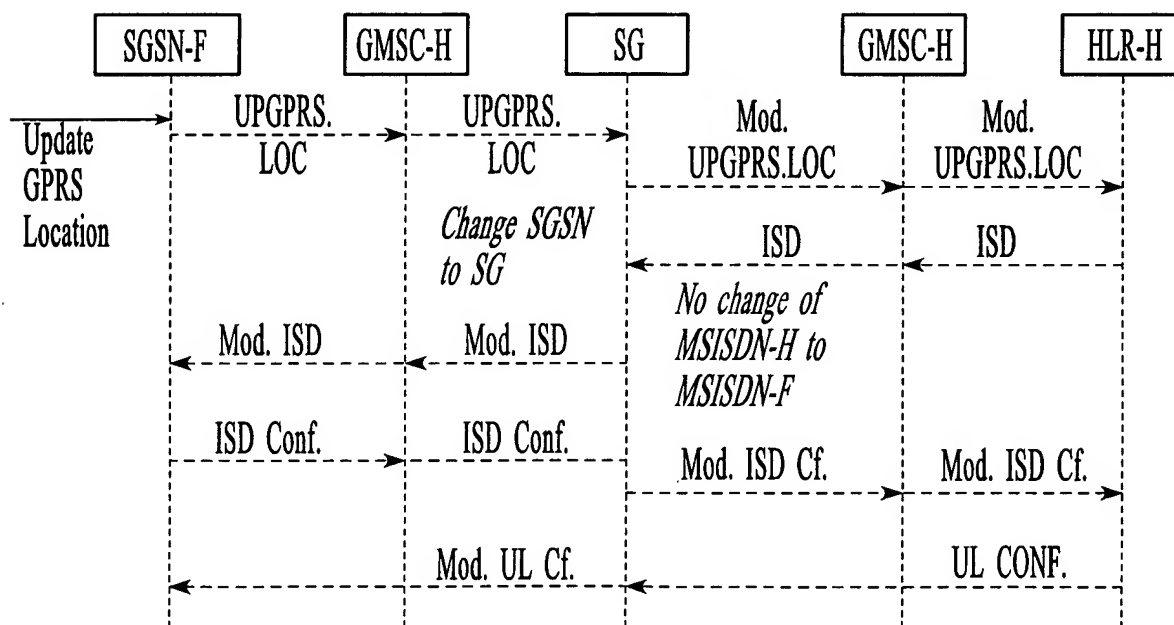 SGSN-F
GMSC-H
SG
GMSC-H
HLR-H
Update
GPRS
Location
UPGPRS.
LOC
UPGPRS.
LOC
Mod.
UPGPRS.LOC
Mod.
UPGPRS.LOC
Change SGSN
to SG
ISD
ISD
No change of
MSISDN-H to
MSISDN-F
Mod. ISD
Mod. ISD
ISD Conf.
ISD Conf.
Mod. ISD Cf.
Mod. ISD Cf.
Mod. UL Cf.
UL CONF.